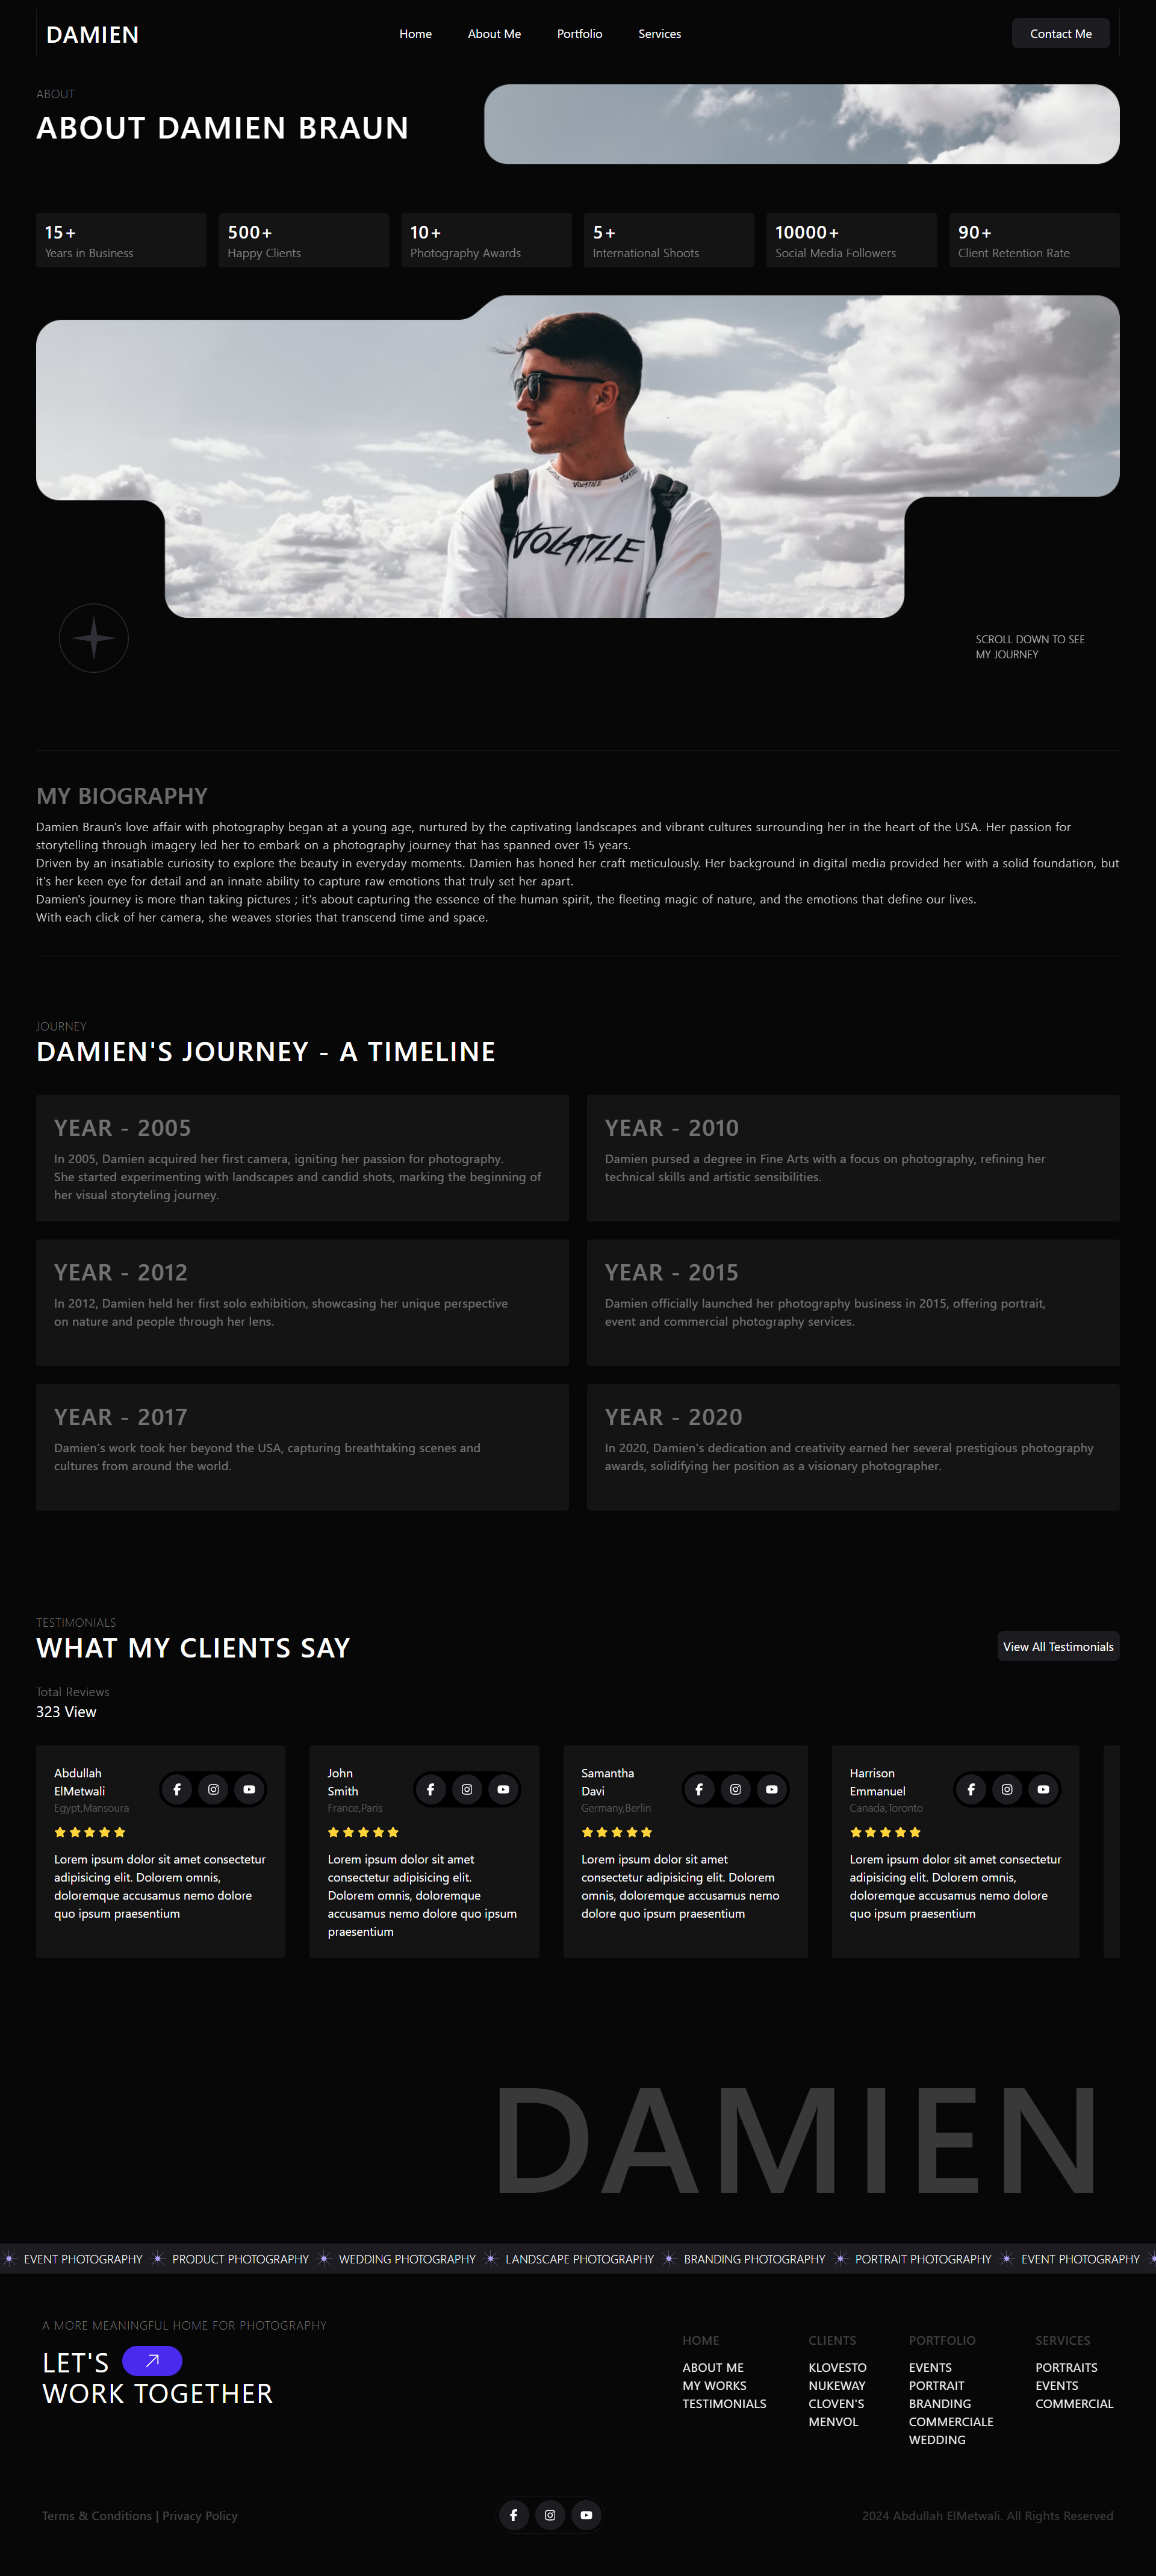 DAMIEN
Home
About Me
Portfolio
Services
Contact Me
ABOUT
ABOUT DAMIEN BRAUN
15+
Years in Business
500+
Happy Clients
10+
Photography Awards
5+
International Shoots
10000+
Social Media Followers
90+
Client Retention Rate
VOLATILE
VOLATILE
VOLATILE
SCROLL DOWN TO SEE
MY JOURNEY
MY BIOGRAPHY
Damien Braun's love affair with photography began at a young age, nurtured by the captivating landscapes and vibrant cultures surrounding her in the heart of the USA. Her passion for
storytelling through imagery led her to embark on a photography journey that has spanned over 15 years.
Driven by an insatiable curiosity to explore the beauty in everyday moments. Damien has honed her craft meticulously. Her background in digital media provided her with a solid foundation, but
it's her keen eye for detail and an innate ability to capture raw emotions that truly set her apart.
Damien's journey is more than taking pictures ; it's about capturing the essence of the human spirit, the fleeting magic of nature, and the emotions that define our lives.
With each click of her camera, she weaves stories that transcend time and space.
JOURNEY
DAMIEN'S JOURNEY - A TIMELINE
YEAR - 2005
In 2005, Damien acquired her first camera, igniting her passion for photography.
She started experimenting with landscapes and candid shots, marking the beginning of
her visual storyteling journey.
YEAR - 2010
Damien pursed a degree in Fine Arts with a focus on photography, refining her
technical skills and artistic sensibilities.
YEAR - 2012
In 2012, Damien held her first solo exhibition, showcasing her unique perspective
on nature and people through her lens.
YEAR - 2015
Damien officially launched her photography business in 2015, offering portrait,
event and commercial photography services.
YEAR - 2017
Damien's work took her beyond the USA, capturing breathtaking scenes and
cultures from around the world.
YEAR - 2020
In 2020, Damien's dedication and creativity earned her several prestigious photography
awards, solidifying her position as a visionary photographer.
TESTIMONIALS
WHAT MY CLIENTS SAY
View All Testimonials
Total Reviews
323 View
Abdullah
ElMetwali
Egypt,Mansoura
Lorem ipsum dolor sit amet consectetur
adipisicing elit. Dolorem omnis,
doloremque accusamus nemo dolore
quo ipsum praesentium
John
Smith
France,Paris
Lorem ipsum dolor sit amet
consectetur adipisicing elit.
Dolorem omnis, doloremque
accusamus nemo dolore quo ipsum
praesentium
Samantha
Davi
Germany,Berlin
Lorem ipsum dolor sit amet
consectetur adipisicing elit. Dolorem
omnis, doloremque accusamus nemo
dolore quo ipsum praesentium
Harrison
Emmanuel
Canada,Toronto
Lorem ipsum dolor sit amet consectetur
adipisicing elit. Dolorem omnis,
doloremque accusamus nemo dolore
quo ipsum praesentium
DAMIEN
EVENT PHOTOGRAPHY
PRODUCT PHOTOGRAPHY
WEDDING PHOTOGRAPHY
LANDSCAPE PHOTOGRAPHY
BRANDING PHOTOGRAPHY
PORTRAIT PHOTOGRAPHY
EVENT PHOTOGRAPHY
A MORE MEANINGFUL HOME FOR PHOTOGRAPHY
LET'S
WORK TOGETHER
HOME
ABOUT ME
MY WORKS
TESTIMONIALS
CLIENTS
KLOVESTO
NUKEWAY
CLOVEN'S
MENVOL
PORTFOLIO
EVENTS
PORTRAIT
BRANDING
COMMERCIALE
WEDDING
SERVICES
PORTRAITS
EVENTS
COMMERCIAL
Terms & Conditions | Privacy Policy
2024 Abdullah ElMetwali. All Rights Reserved